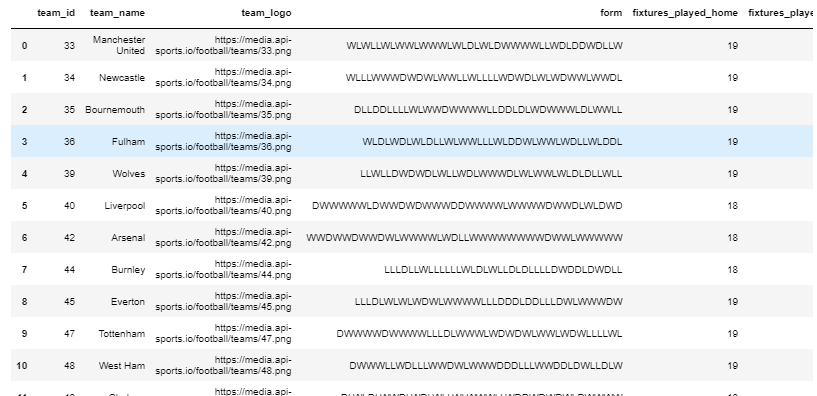 team_id team_name team_logo form fixtures_played_home fixtures_playe
0 33 Manchester United https://media.api-sports.io/football/teams/33.png WLWLLWLWWLWWWLWLDLWLDWWWWLLWDLDDWDLLW 19
1 34 Newcastle https://media.api-sports.io/football/teams/34.png WLLLWWWDWDWLWWLLWLLLLWDWDLWLWDWWLWWDL 19
2 35 Bournemouth https://media.api-sports.io/football/teams/35.png DLLDDLLLLWLWWDWWWWLLDDLDLWDWWWLDLWWLL 19
3 36 Fulham https://media.api-sports.io/football/teams/36.png WLDLWDLWLDLLWLWWLLLWLDDWLWWLWDLLWLDDL 19
4 39 Wolves https://media.api-sports.io/football/teams/39.png LLWLLDWDWDLWLLWDLWWWDLWLWWLWLDLDLLWLL 19
5 40 Liverpool https://media.api-sports.io/football/teams/40.png DWWWWWLDWWDWDWWWDDWWWWLWWWWDWWDLWLDWD 18
6 42 Arsenal https://media.api-sports.io/football/teams/42.png WWDWWDWWDWLWWWWLWDLLWWWWWWWWDWWLWWWWW 18
7 44 Burnley https://media.api-sports.io/football/teams/44.png LLLDLLWLLLLLLWLDLWLLDLDLLLLDWDDLDWDLL 18
8 45 Everton https://media.api-sports.io/football/teams/45.png LLLDLWLWLWDWLWWWWLLLDDDLDDLLLDWLWWWDW 19
9 47 Tottenham https://media.api-sports.io/football/teams/47.png DWWWWDWWWWLLLDLWWWLWDWDWLWWLWDWLLLLWL 19
10 48 West Ham https://media.api-sports.io/football/teams/48.png DWWWLLWDLLLWWDWLWWWDDDLLLWWDDLDWLLDLW 19
https://media.api-